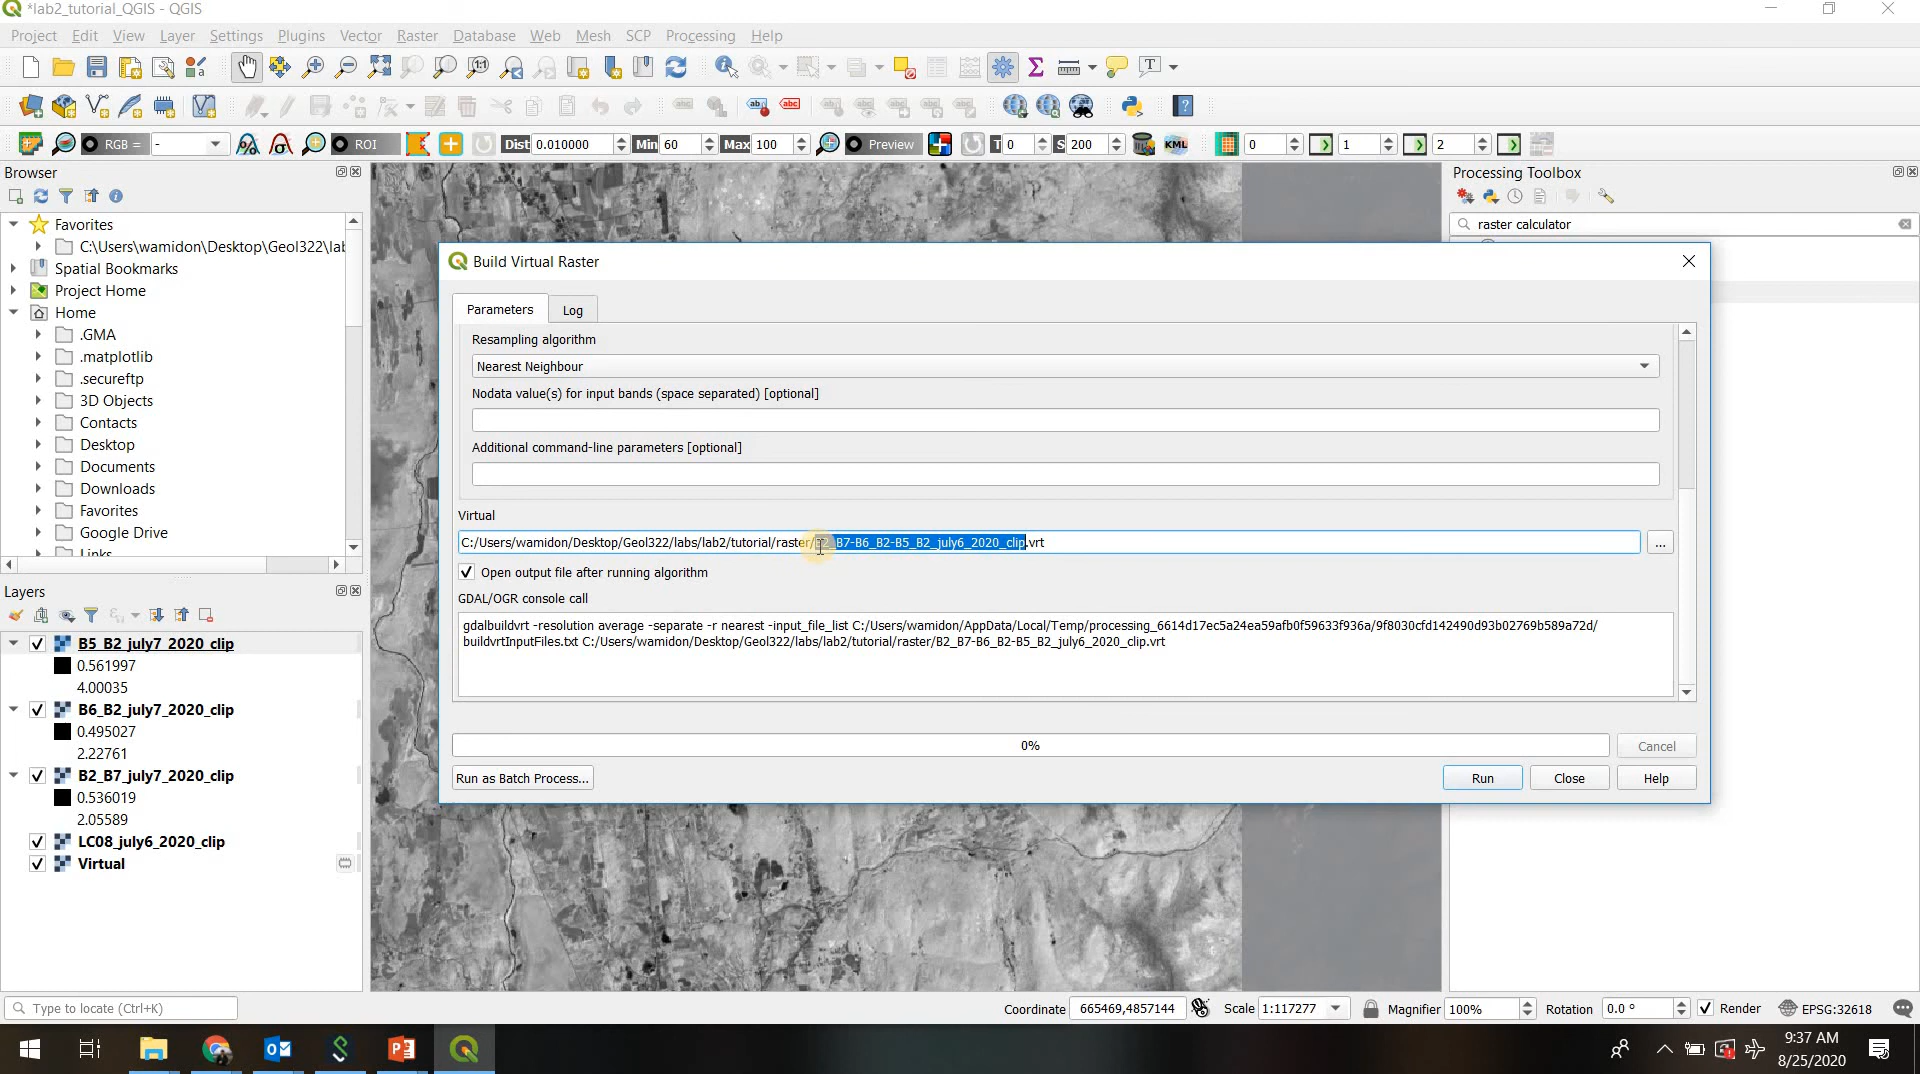 *lab2_tutorial_QGIS - QGIS
Project Edit View Layer Settings Plugins Vector Raster Database Web Mesh SCP Processing Help
RGB = - ROI Dist 0.010000 Min 60 Max 100 Preview T 0 S 200 KML 0 1 2
Browser
Favorites
C:\Users\wamidon\Desktop\Geol322\lab
Spatial Bookmarks
Project Home
Home
.GMA
.matplotlib
.secureftp
3D Objects
Contacts
Desktop
Documents
Downloads
Favorites
Google Drive
Links
Layers
B5_B2_july7_2020_clip
0.561997
4.00035
B6_B2_july7_2020_clip
0.495027
2.22761
B2_B7_july7_2020_clip
0.536019
2.05589
LC08_july6_2020_clip
Virtual
Processing Toolbox
raster calculator
Build Virtual Raster
Parameters Log
Resampling algorithm
Nearest Neighbour
Nodata value(s) for input bands (space separated) [optional]
Additional command-line parameters [optional]
Virtual
C:/Users/wamidon/Desktop/Geol322/labs/lab2/tutorial/raster/B2_B7-B6_B2-B5_B2_july6_2020_clip.vrt
...
Open output file after running algorithm
GDAL/OGR console call
gdalbuildvrt -resolution average -separate -r nearest -input_file_list C:/Users/wamidon/AppData/Local/Temp/processing_6614d17ec5a24ea59afb0f59633f936a/9f8030cfd142490d93b02769b589a72d/
buildvrtInputFiles.txt C:/Users/wamidon/Desktop/Geol322/labs/lab2/tutorial/raster/B2_B7-B6_B2-B5_B2_july6_2020_clip.vrt
0%
Cancel
Run as Batch Process...
Run Close Help
Type to locate (Ctrl+K)
Coordinate 665469,4857144 Scale 1:117277 Magnifier 100% Rotation 0.0 ° Render EPSG:32618
9:37 AM
8/25/2020